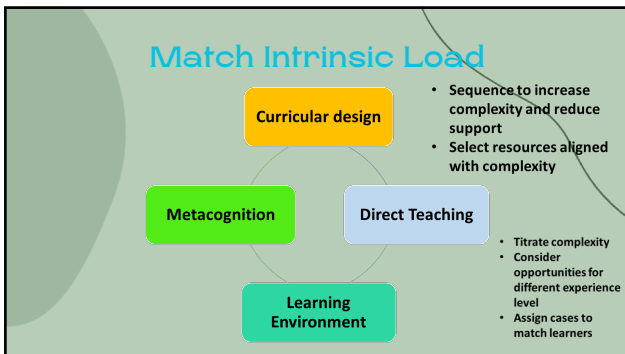 Match Intrinsic Load
Curricular design
• Sequence to increase
complexity and reduce
support
• Select resources aligned
with complexity
Metacognition
Direct Teaching
• Titrate complexity
• Consider
opportunities for
different experience
level
• Assign cases to
match learners
Learning
Environment